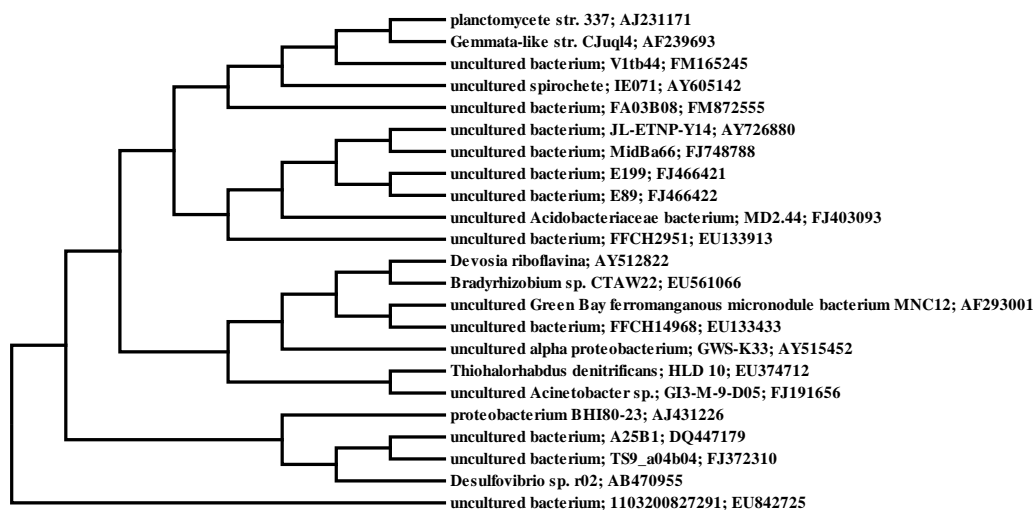 planctomycete str. 337; AJ231171
Gemmata-like str. CJuql4; AF239693
uncultured bacterium; V1tb44; FM165245
uncultured spirochete; IE071; AY605142
uncultured bacterium; FA03B08; FM872555
uncultured bacterium; JL-ETNP-Y14; AY726880
uncultured bacterium; MidBa66; FJ748788
uncultured bacterium; E199; FJ466421
uncultured bacterium; E89; FJ466422
uncultured Acidobacteriaceae bacterium; MD2.44; FJ403093
uncultured bacterium; FFCH2951; EU133913
Devosia riboflavina; AY512822
Bradyrhizobium sp. CTAW22; EU561066
uncultured Green Bay ferromanganous micronodule bacterium MNC12; AF293001
uncultured bacterium; FFCH14968; EU133433
uncultured alpha proteobacterium; GWS-K33; AY515452
Thiohalorhabdus denitrificans; HLD 10; EU374712
uncultured Acinetobacter sp.; GI3-M-9-D05; FJ191656
proteobacterium BHI80-23; AJ431226
uncultured bacterium; A25B1; DQ447179
uncultured bacterium; TS9_a04b04; FJ372310
Desulfovibrio sp. r02; AB470955
uncultured bacterium; 1103200827291; EU842725